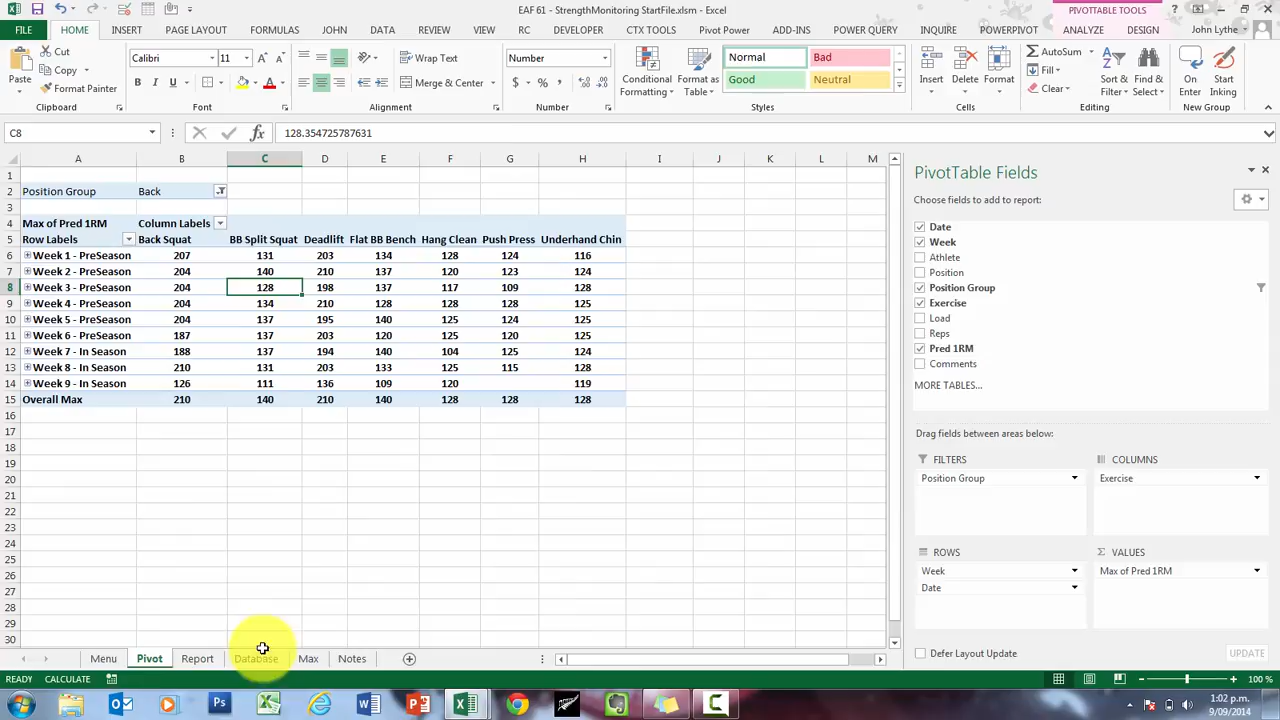 EAF 61 - StrengthMonitoring StartFile.xlsm - Excel
PIVOTTABLE TOOLS
FILE HOME INSERT PAGE LAYOUT FORMULAS JOHN DATA REVIEW VIEW RC DEVELOPER CTX TOOLS Power Pivot ADD-INS POWER QUERY INQUIRE POWERPIVOT ANALYZE DESIGN John Lythe
Paste
Cut
Copy
Format Painter
Clipboard
Calibri 11
B I U
Font
Wrap Text
Merge & Center
Alignment
Number
$ % ,
Number
Conditional Formatting
Format as Table
Normal Bad
Good Neutral
Styles
Insert Delete Format
Cells
AutoSum
Fill
Clear
Sort & Filter
Find & Select
Editing
On Enter
Start Timer
New Group
C8 fx 128.354725787631
A B C D E F G H I J K L M
1
2 Position Group Back
3
4 Max of Pred 1RM Column Labels
5 Row Labels Back Squat BB Split Squat Deadlift Flat BB Bench Hang Clean Push Press Underhand Chin
6 Week 1 - PreSeason 207 131 203 134 128 124 116
7 Week 2 - PreSeason 204 140 210 137 120 123 124
8 Week 3 - PreSeason 204 128 198 137 117 109 128
9 Week 4 - PreSeason 204 134 210 128 128 128 125
10 Week 5 - PreSeason 204 137 195 140 125 124 125
11 Week 6 - PreSeason 187 137 203 120 125 120 125
12 Week 7 - In Season 188 137 194 140 104 125 124
13 Week 8 - In Season 210 131 203 133 125 115 128
14 Week 9 - In Season 126 111 136 109 120 119
15 Overall Max 210 140 210 140 128 128 128
16
17
18
19
20
21
22
23
24
25
26
27
28
29
30
PivotTable Fields
Choose fields to add to report:
Date
Week
Athlete
Position
Position Group
Exercise
Load
Reps
Pred 1RM
Comments
MORE TABLES...
Drag fields between areas below:
FILTERS
Position Group
COLUMNS
Exercise
ROWS
Week
Date
VALUES
Max of Pred 1RM
Defer Layout Update UPDATE
Menu Pivot Report Database Max Notes
READY CALCULATE 100 %
1:02 p.m.
9/09/2014